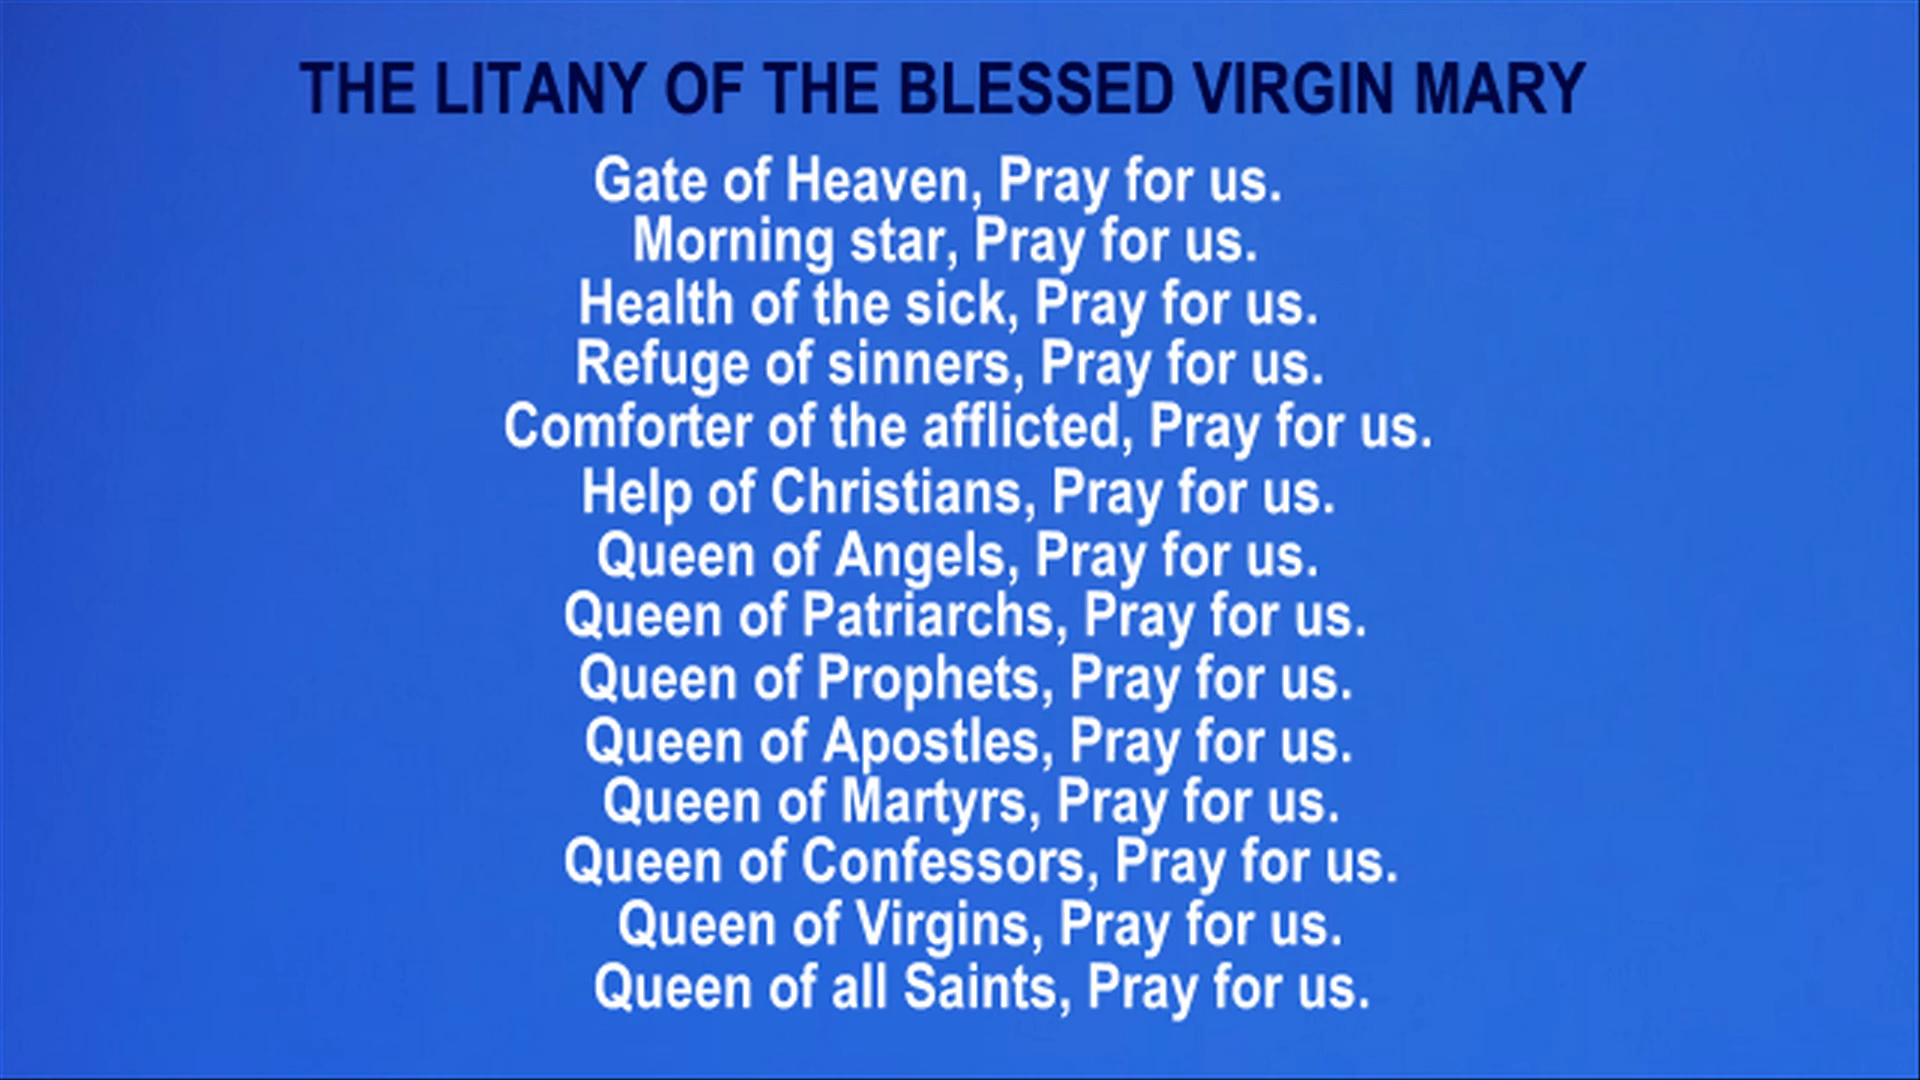 THE LITANY OF THE BLESSED VIRGIN MARY
Gate of Heaven, Pray for us.
Morning star, Pray for us.
Health of the sick, Pray for us.
Refuge of sinners, Pray for us.
Comforter of the afflicted, Pray for us.
Help of Christians, Pray for us.
Queen of Angels, Pray for us.
Queen of Patriarchs, Pray for us.
Queen of Prophets, Pray for us.
Queen of Apostles, Pray for us.
Queen of Martyrs, Pray for us.
Queen of Confessors, Pray for us.
Queen of Virgins, Pray for us.
Queen of all Saints, Pray for us.